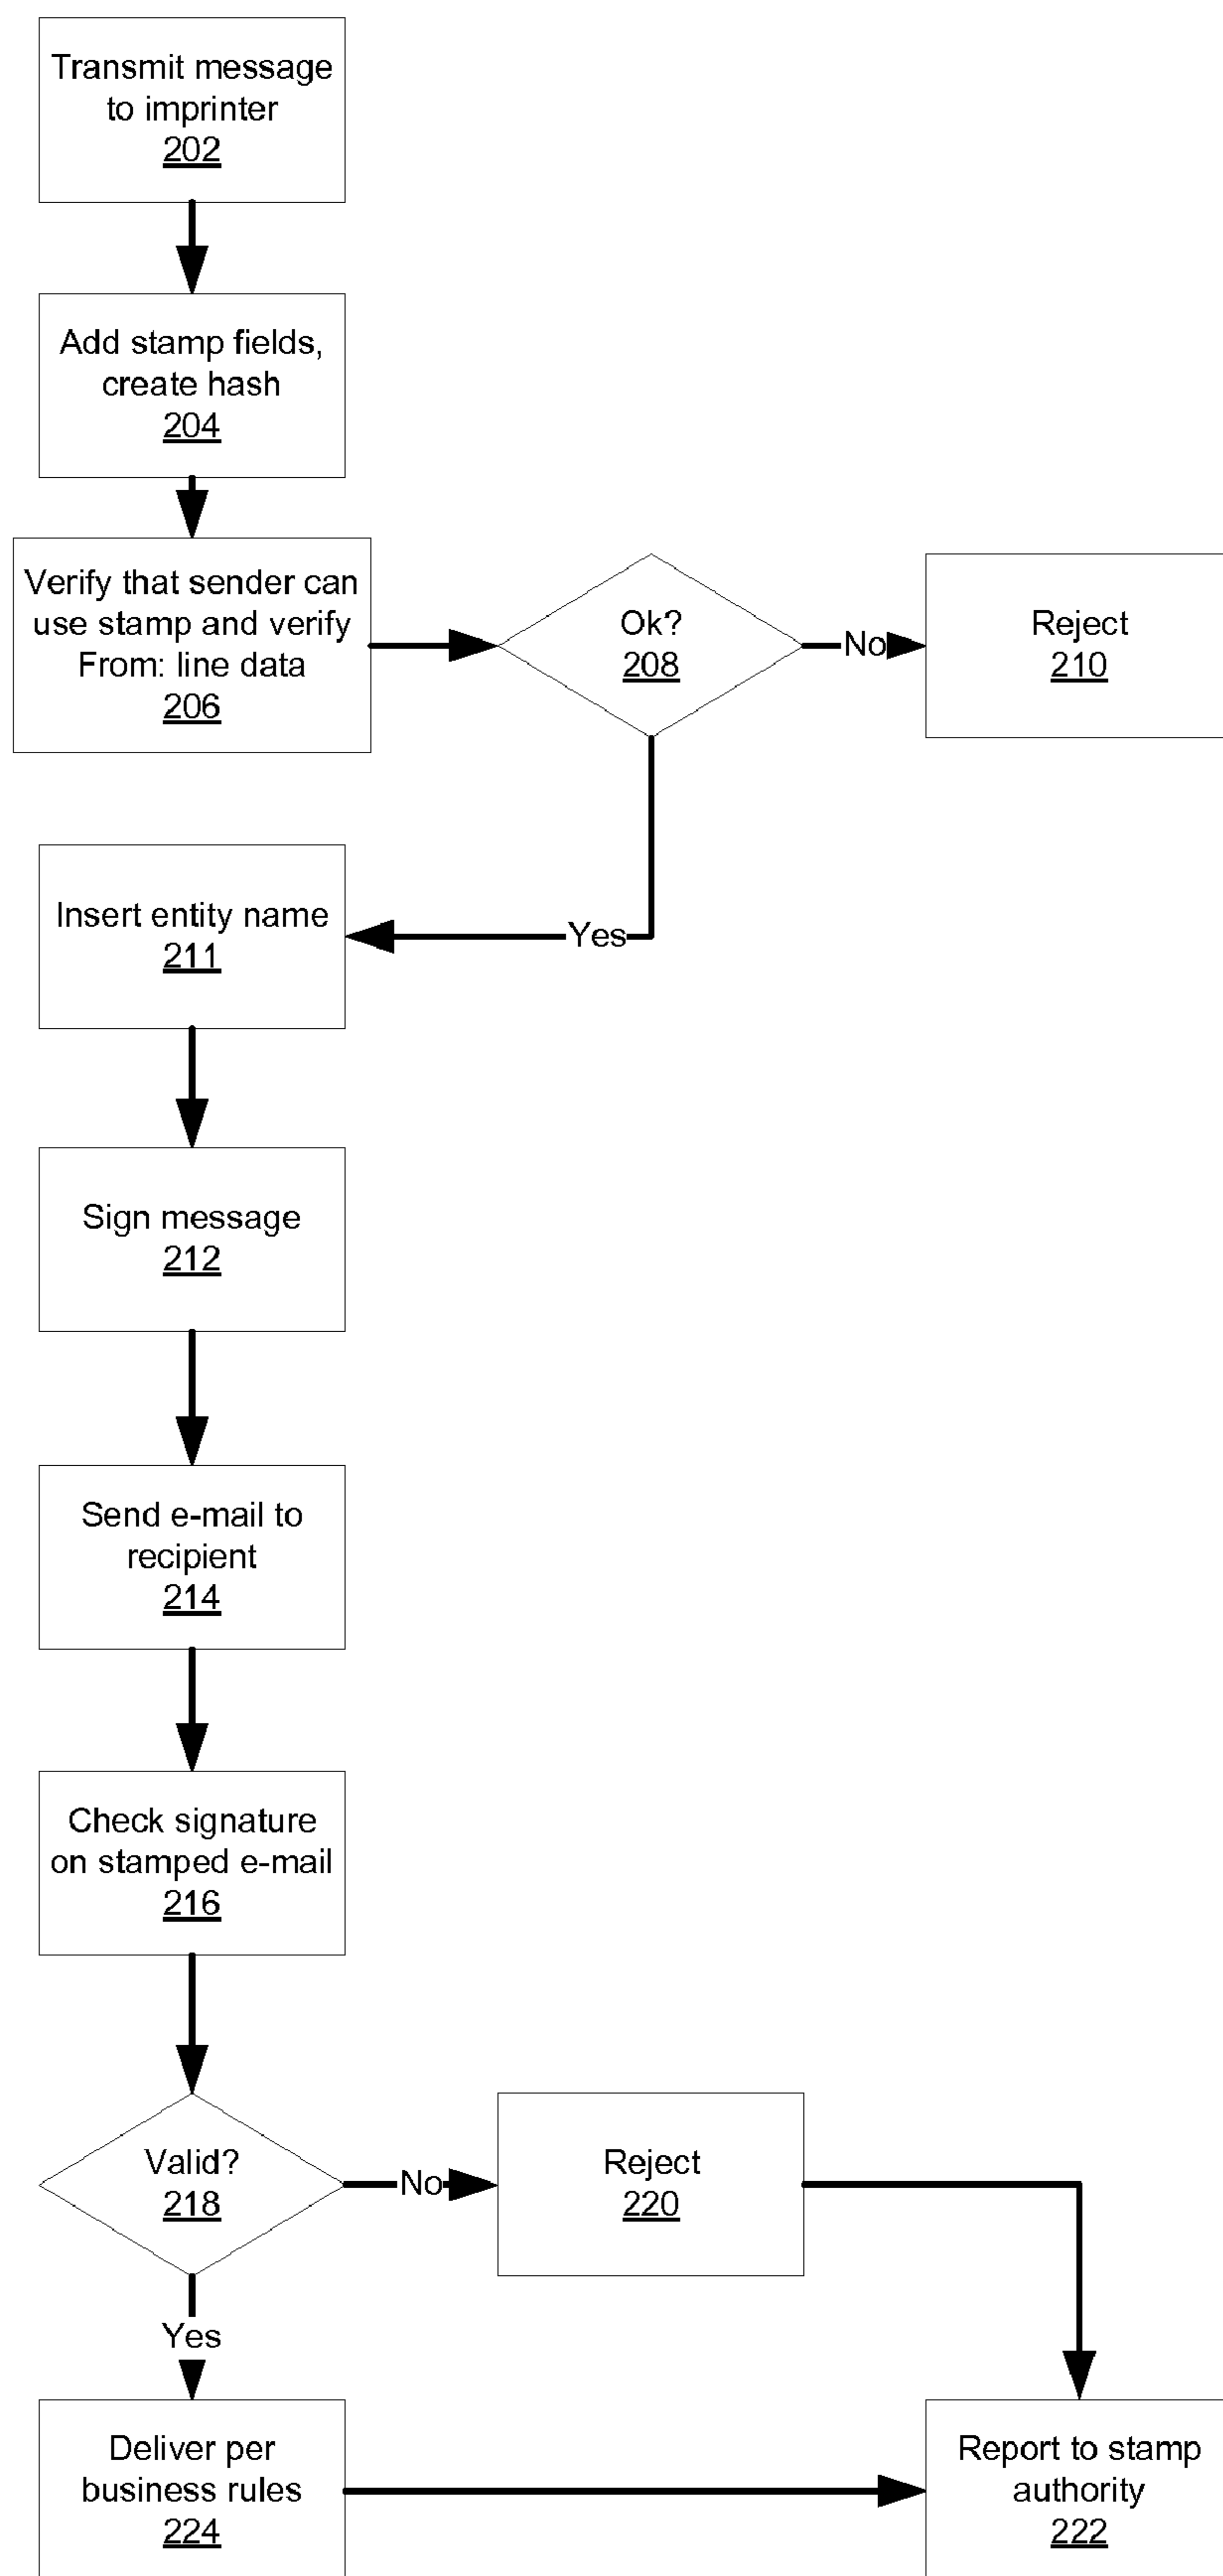 Transmit message
to imprinter
202
Add stamp fields,
create hash
204
Verify that sender can
use stamp and verify
From: line data
206
Ok?
208
No
Reject
210
Yes
Insert entity name
211
Sign message
212
Send e-mail to
recipient
214
Check signature
on stamped e-mail
216
Valid?
218
No
Reject
220
Yes
Deliver per
business rules
224
Report to stamp
authority
222